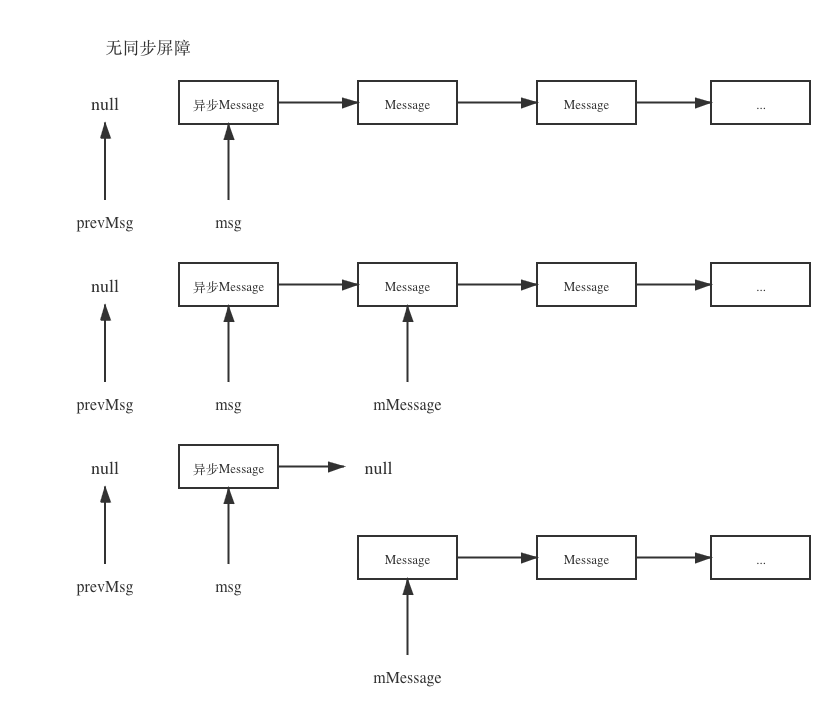 无同步屏障
null 异步Message Message Message ...
prevMsg msg
null 异步Message Message Message ...
prevMsg msg mMessage
null 异步Message null
Message Message ...
prevMsg msg
mMessage